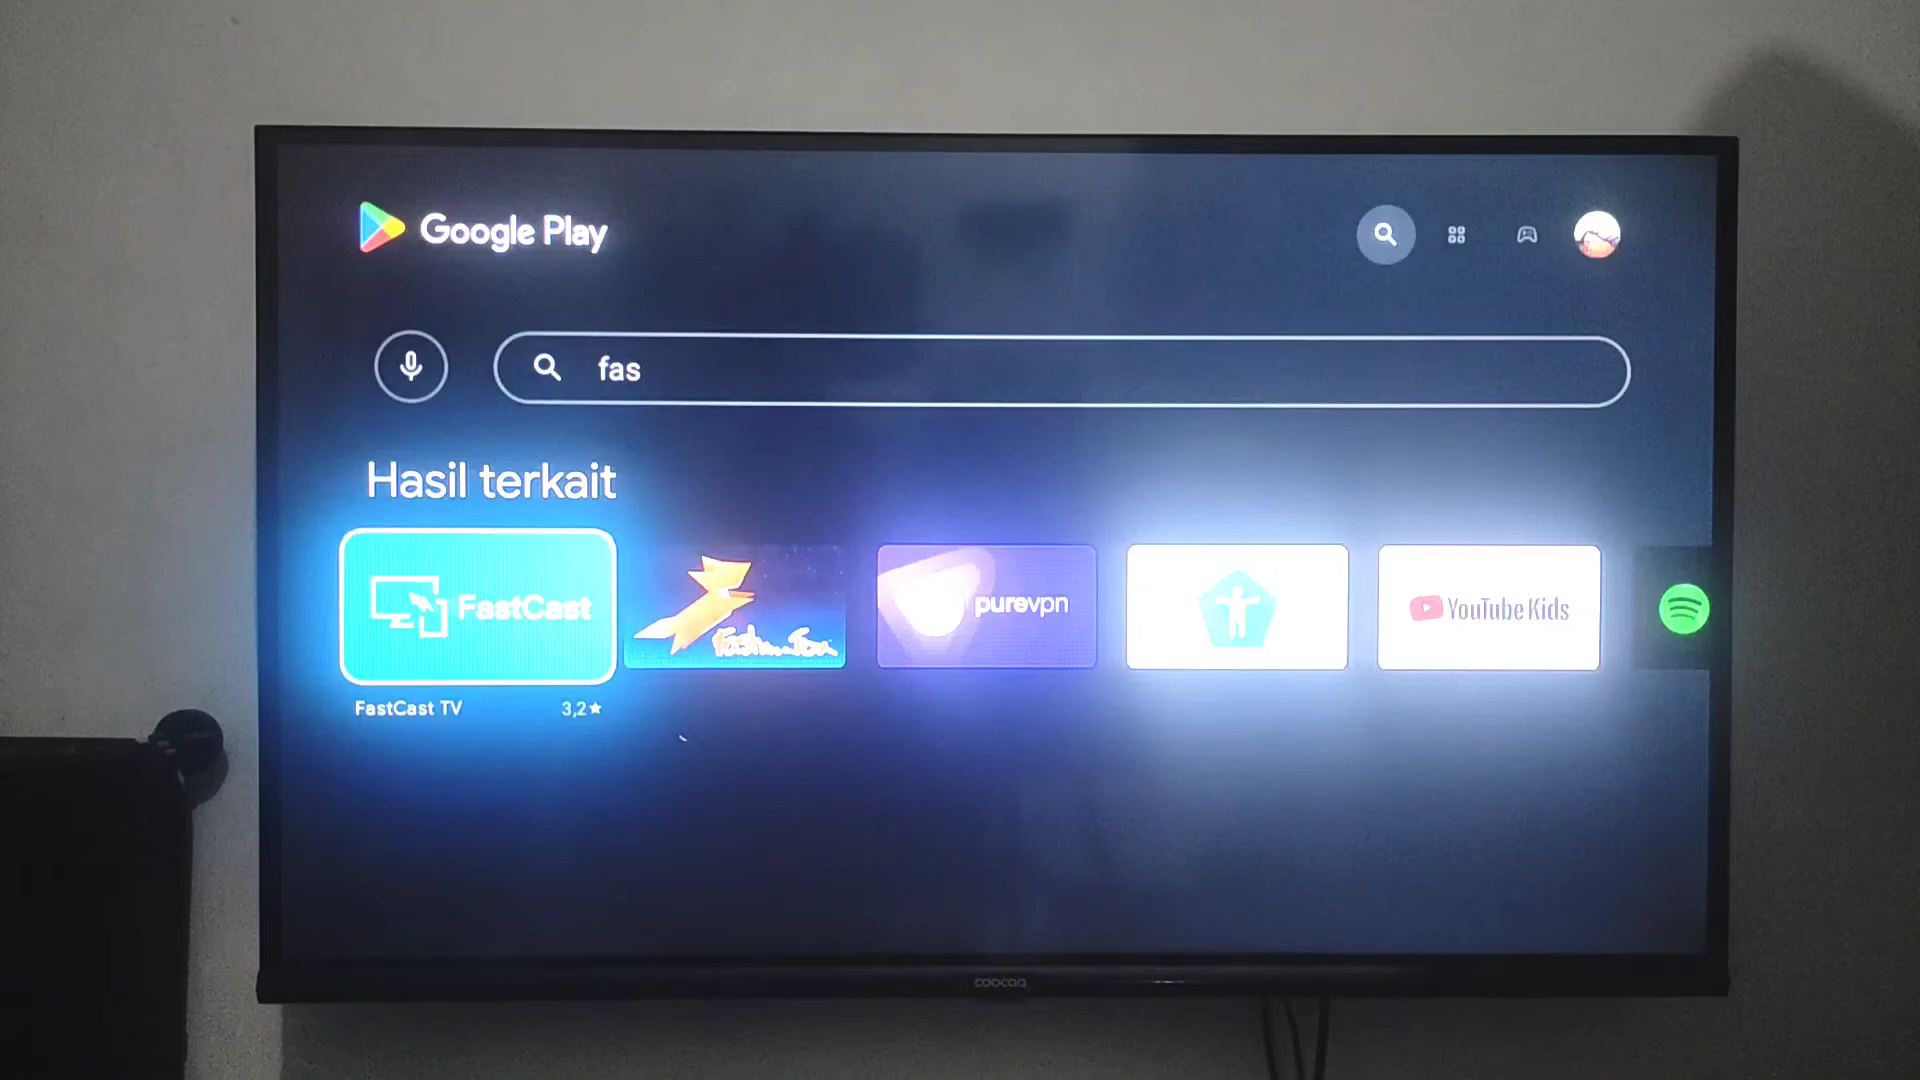 Google Play
fas
Hasil terkait
FastCast
purevpn
YouTube Kids
FastCast TV
3,2★
coocaa